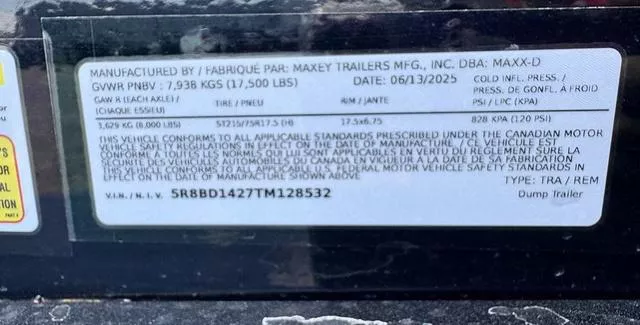 MANUFACTURED BY / FABRIQUÉ PAR: MAXEY TRAILERS MFG., INC. DBA: MAXX-D
GVWR PNBV : 7,938 KGS (17,500 LBS) DATE: 06/13/2025 COLD INFL. PRESS./
GAW R (EACH AXLE) / TIRE / PNEU RIM / JANTE PRESS. DE GONFL. À FROID
(CHAQUE ESSIEU) PSI / LPC (KPA)
3,629 KG (8,000 LBS) ST215/75R17.5 (H) 17.5x6.75 828 KPA (120 PSI)
THIS VEHICLE CONFORMS TO ALL APPLICABLE STANDARDS PRESCRIBED UNDER THE CANADIAN MOTOR
VEHICLE SAFETY REGULATIONS IN EFFECT ON THE DATE OF MANUFACTURE / CE VÉHICULE EST
CONFORME À TOUTES LES NORMES QUI LUI SONT APPLICABLES EN VERTU DU RÈGLEMENT SUR LA
SÉCURITÉ DES VÉHICULES AUTOMOBILES DU CANADA EN VIGUEUR À LA DATE DE SA FABRICATION
THIS VEHICLE CONFORMS TO ALL APPLICABLE U.S. FEDERAL MOTOR VEHICLE SAFETY STANDARDS IN
EFFECT ON THE DATE OF MANUFACTURE SHOWN ABOVE
TYPE: TRA / REM
V.I.N. / N.I.V. 5R8BD1427TM128532 Dump Trailer